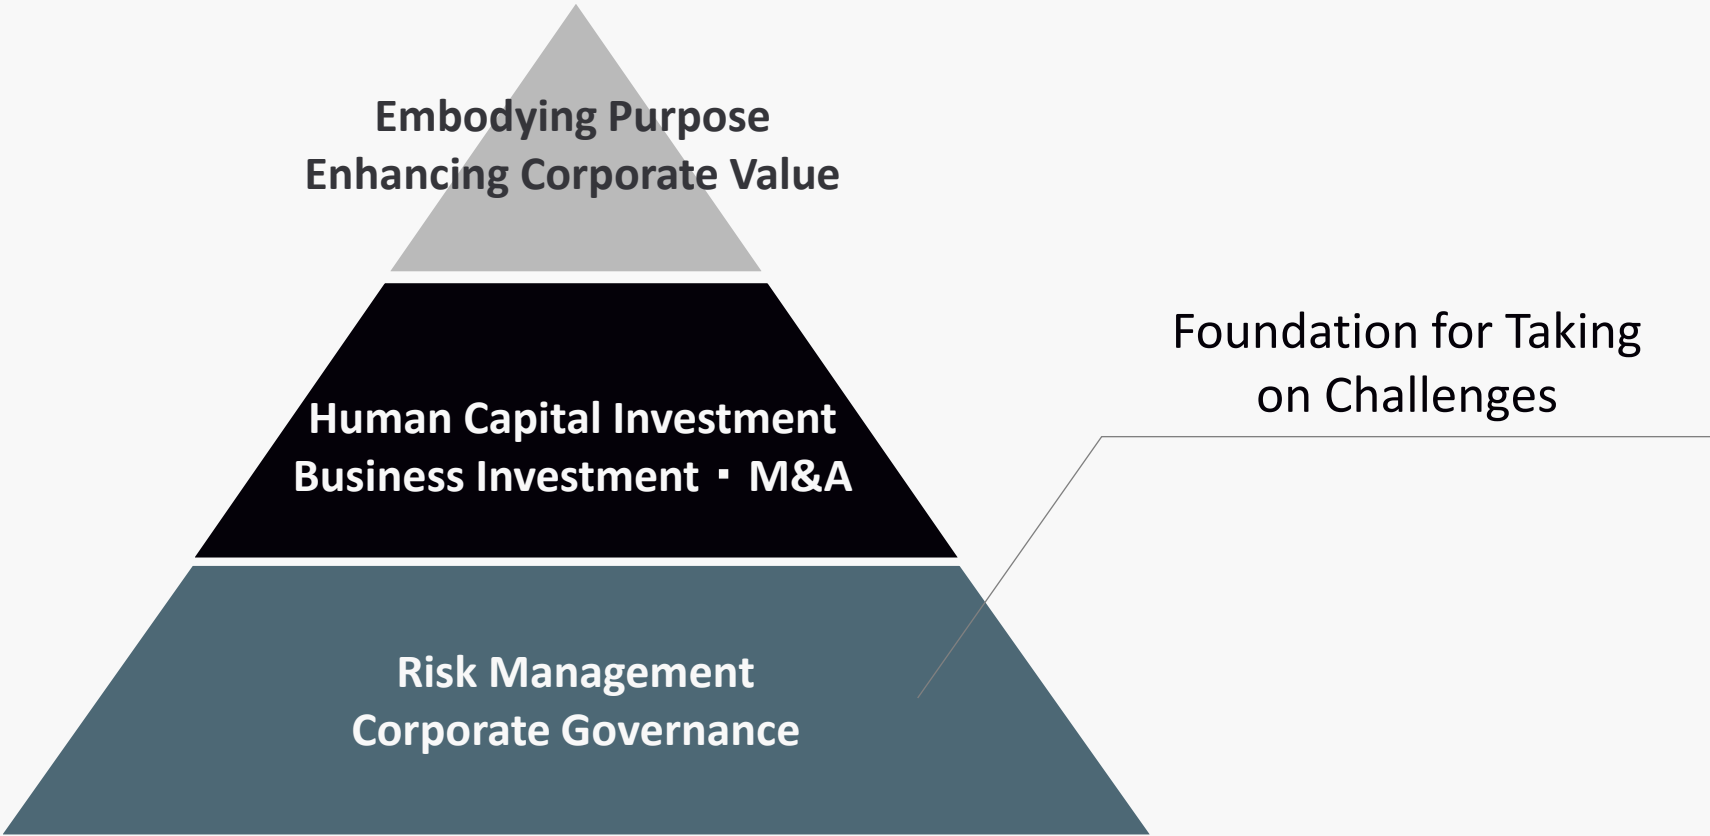 Embodying Purpose
Enhancing Corporate Value
Human Capital Investment
Business Investment ・ M&A
Foundation for Taking
on Challenges
Risk Management
Corporate Governance